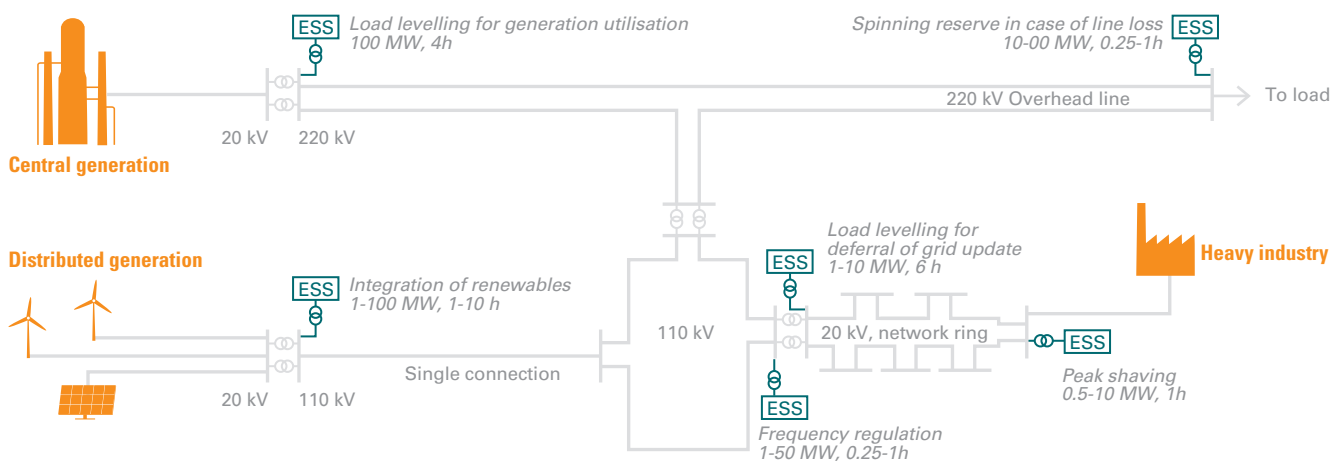 ESS
Load levelling for generation utilisation
100 MW, 4h
Spinning reserve in case of line loss
10-00 MW, 0.25-1h
ESS
220 kV Overhead line
To load
20 kV
220 kV
Central generation
Distributed generation
ESS
Integration of renewables
1-100 MW, 1-10 h
Load levelling for
deferral of grid update
1-10 MW, 6 h
ESS
Heavy industry
110 kV
20 kV, network ring
ESS
Single connection
20 kV
110 kV
Peak shaving
0.5-10 MW, 1h
ESS
Frequency regulation
1-50 MW, 0.25-1h